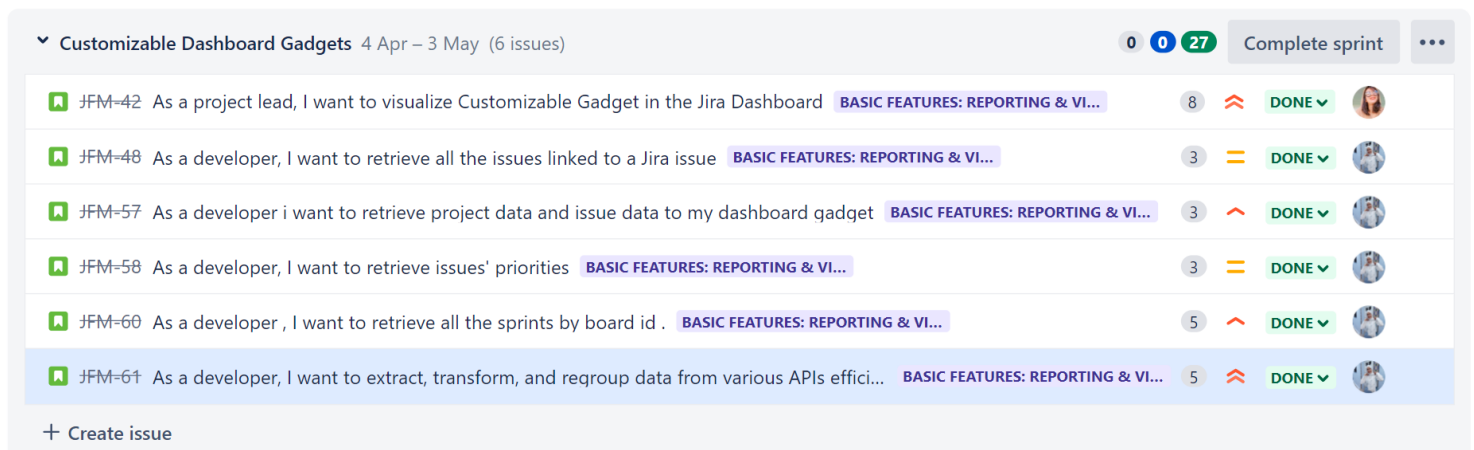 Customizable Dashboard Gadgets 4 Apr – 3 May (6 issues) 0 0 27 Complete sprint
JFM-42 As a project lead, I want to visualize Customizable Gadget in the Jira Dashboard BASIC FEATURES: REPORTING & VI... 8 DONE
JFM-48 As a developer, I want to retrieve all the issues linked to a Jira issue BASIC FEATURES: REPORTING & VI... 3 DONE
JFM-57 As a developer i want to retrieve project data and issue data to my dashboard gadget BASIC FEATURES: REPORTING & VI... 3 DONE
JFM-58 As a developer, I want to retrieve issues' priorities BASIC FEATURES: REPORTING & VI... 3 DONE
JFM-60 As a developer , I want to retrieve all the sprints by board id . BASIC FEATURES: REPORTING & VI... 5 DONE
JFM-61 As a developer, I want to extract, transform, and regroup data from various APIs effici... BASIC FEATURES: REPORTING & VI... 5 DONE
+ Create issue